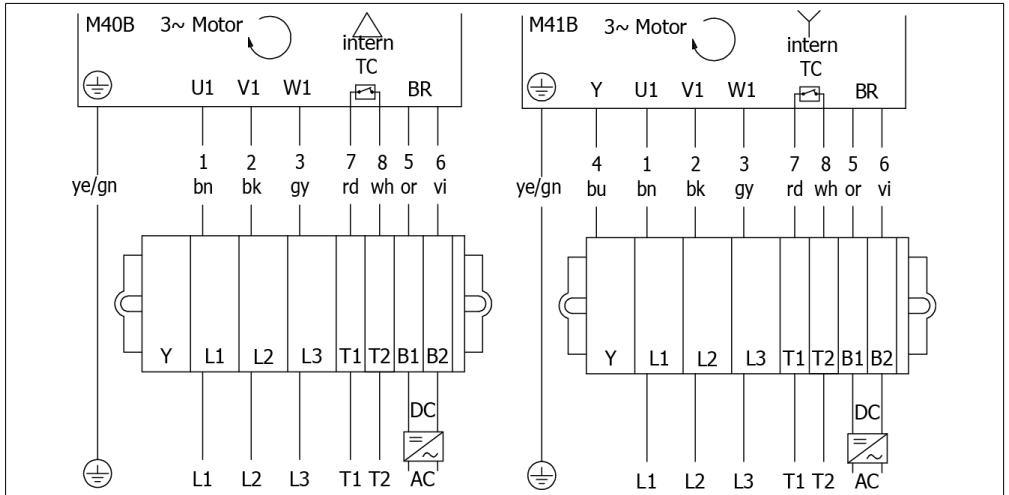 M40B 3~ Motor
intern
TC
U1 V1 W1 BR
1 2 3 7 8 5 6
ye/gn bn bk gy rd wh or vi
Y L1 L2 L3 T1 T2 B1 B2
DC
L1 L2 L3 T1 T2 AC
M41B 3~ Motor
intern
TC
Y U1 V1 W1 BR
4 1 2 3 7 8 5 6
ye/gn bu bn bk gy rd wh or vi
Y L1 L2 L3 T1 T2 B1 B2
DC
L1 L2 L3 T1 T2 AC